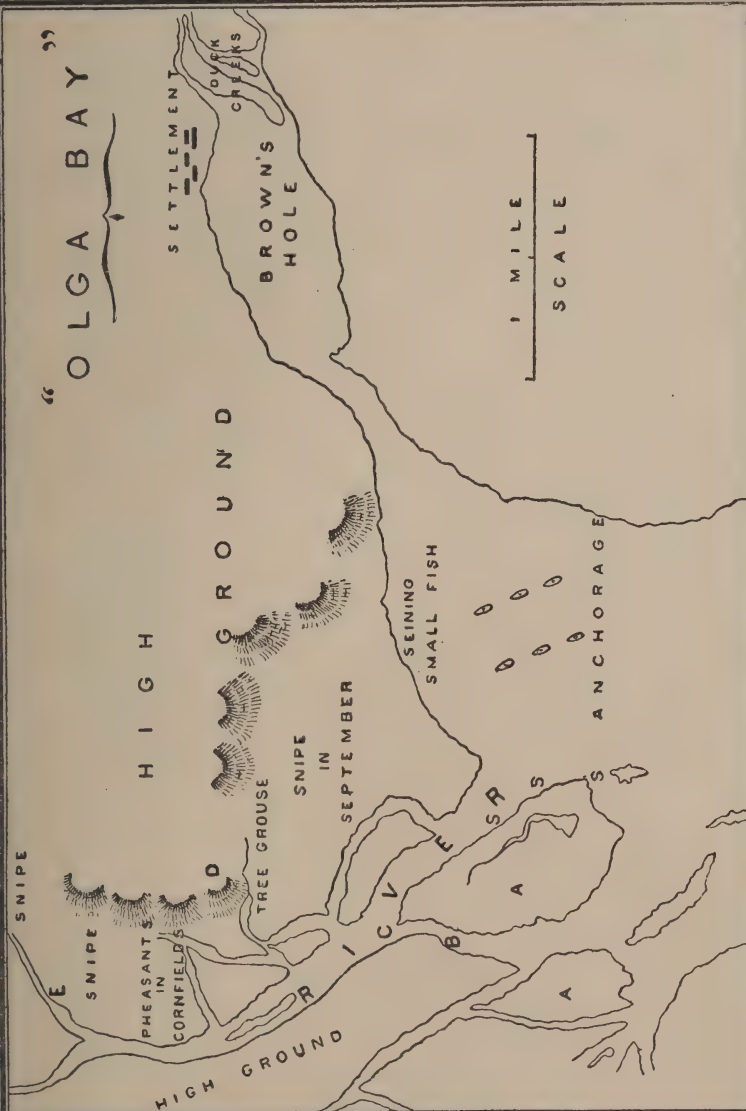 “OLGA BAY”
SETTLEMENT
DUCK
CREEKS
BROWN'S
HOLE
1 MILE
SCALE
HIGH
GROUND
SEINING
SMALL FISH
ANCHORAGE
SNIPE
IN
SEPTEMBER
TREE GROUSE
D
SNIPE
E
SNIPE
PHEASANTS
IN
CORNFIELDS
RIVER
C
B
S
S
S
A
A
HIGH GROUND